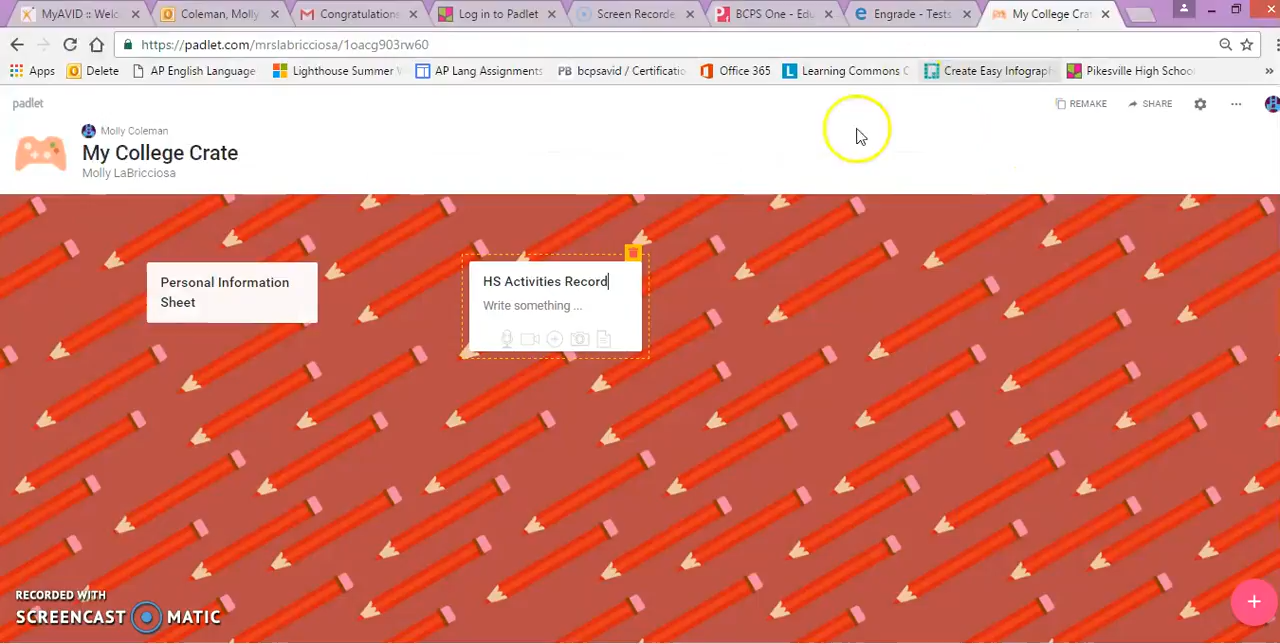 MyAVID :: Welc
Coleman, Molly
Congratulations
Log in to Padlet
Screen Recorde
BCPS One - Edu
Engrade - Tests
My College Crat
https://padlet.com/mrslabricciosa/1oacg903rw60
Apps
Delete
AP English Language
Lighthouse Summer
AP Lang Assignments
PB bcpsavid / Certificatio
Office 365
Learning Commons C
Create Easy Infograph
Pikesville High Schoo
»
padlet
REMAKE
SHARE
Molly Coleman
My College Crate
Molly LaBricciosa
Personal Information
Sheet
HS Activities Record
Write something ...
RECORDED WITH
SCREENCAST MATIC